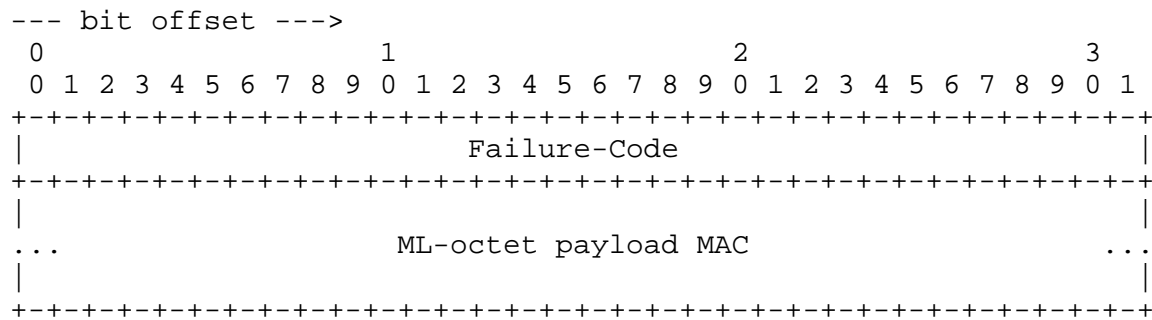 --- bit offset --->
 0                   1                   2                   3
 0 1 2 3 4 5 6 7 8 9 0 1 2 3 4 5 6 7 8 9 0 1 2 3 4 5 6 7 8 9 0 1
+-+-+-+-+-+-+-+-+-+-+-+-+-+-+-+-+-+-+-+-+-+-+-+-+-+-+-+-+-+-+-+-+
|                         Failure-Code                          |
+-+-+-+-+-+-+-+-+-+-+-+-+-+-+-+-+-+-+-+-+-+-+-+-+-+-+-+-+-+-+-+-+
|                                                               |
...                   ML-octet payload MAC                    ...
|                                                               |
+-+-+-+-+-+-+-+-+-+-+-+-+-+-+-+-+-+-+-+-+-+-+-+-+-+-+-+-+-+-+-+-+